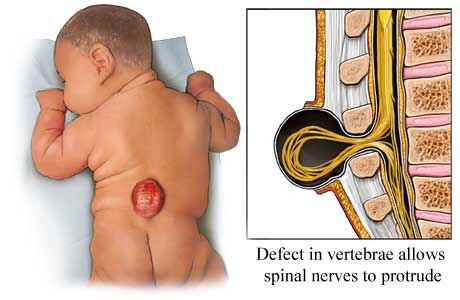 Defect in vertebrae allows
spinal nerves to protrude